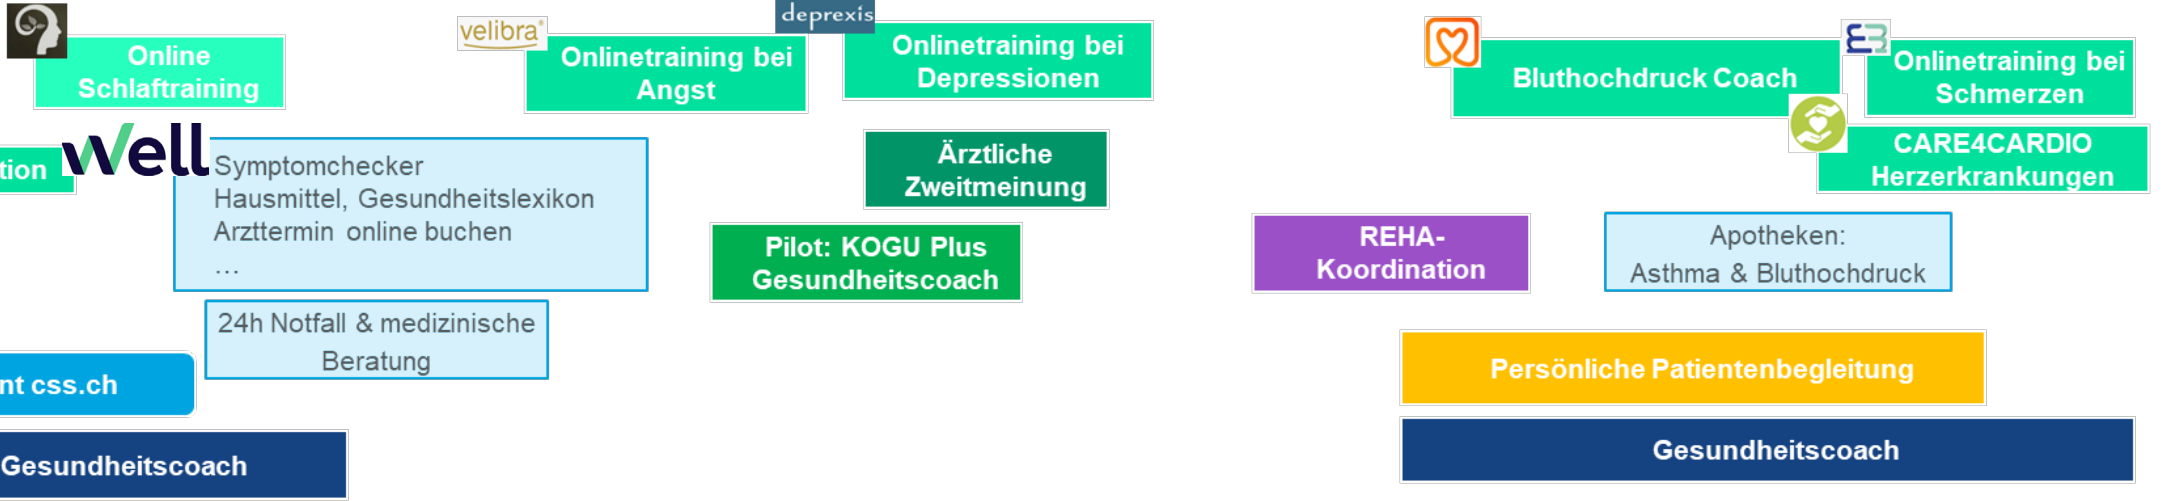 Online
Schlaftraining
velibra®
Onlinetraining bei
Angst
deprexis
Onlinetraining bei
Depressionen
Bluthochdruck Coach
Onlinetraining bei
Schmerzen
CARE4CARDIO
Herzerkrankungen
tion
Well
Symptomchecker
Hausmittel, Gesundheitslexikon
Arzttermin online buchen
...
Ärztliche
Zweitmeinung
Pilot: KOGU Plus
Gesundheitscoach
REHA-
Koordination
Apotheken:
Asthma & Bluthochdruck
24h Notfall & medizinische
Beratung
nt css.ch
Persönliche Patientenbegleitung
Gesundheitscoach
Gesundheitscoach